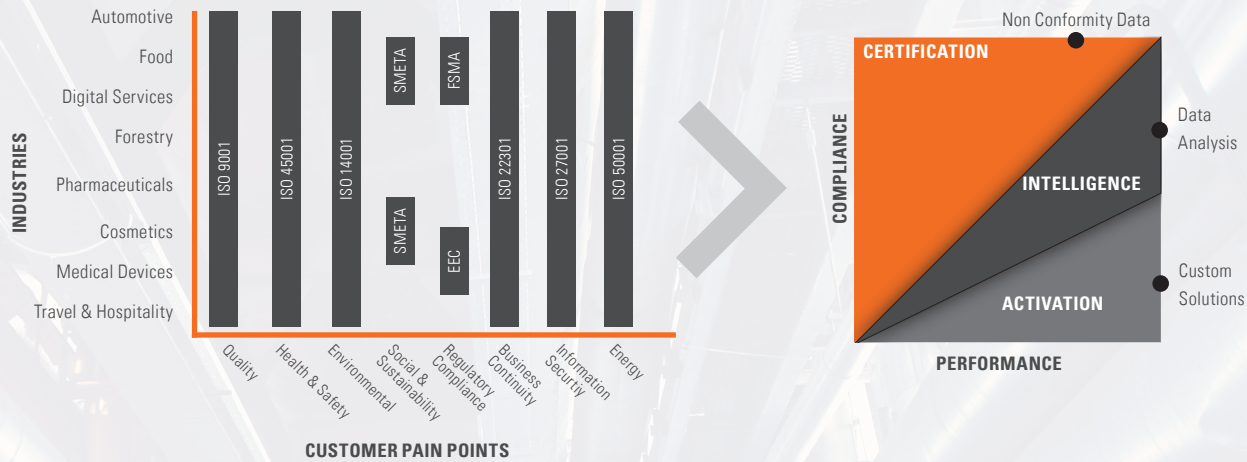 INDUSTRIES
Automotive
Food
Digital Services
Forestry
Pharmaceuticals
Cosmetics
Medical Devices
Travel & Hospitality
ISO 9001
ISO 45001
ISO 14001
SMETA
SMETA
FSMA
EEC
ISO 22301
ISO 27001
ISO 50001
Quality
Health & Safety
Environmental
Social &
Sustainability
Regulatory
Compliance
Business
Continuity
Information
Securtiy
Energy
CUSTOMER PAIN POINTS
Non Conformity Data
CERTIFICATION
COMPLIANCE
Data
Analysis
INTELLIGENCE
Custom
Solutions
ACTIVATION
PERFORMANCE